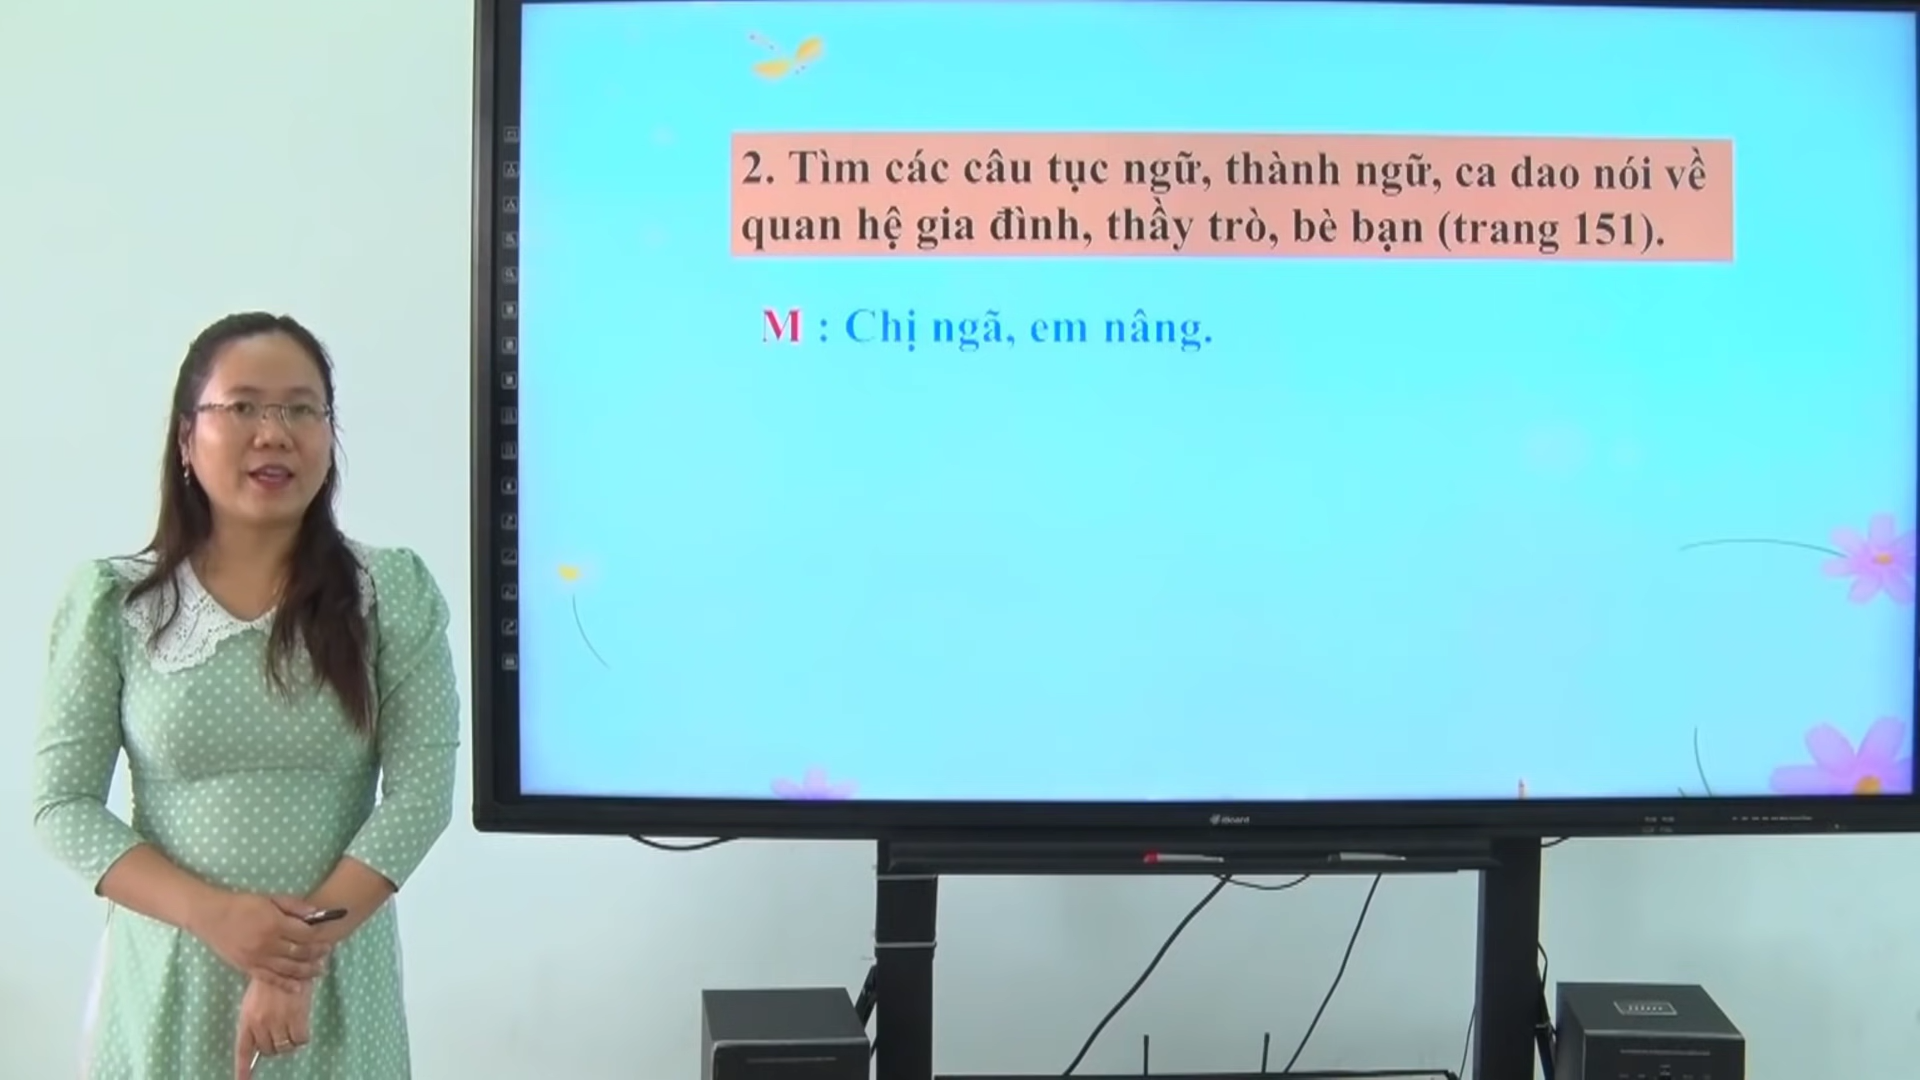 2. Tìm các câu tục ngữ, thành ngữ, ca dao nói về
quan hệ gia đình, thầy trò, bè bạn (trang 151).
M : Chị ngã, em nâng.